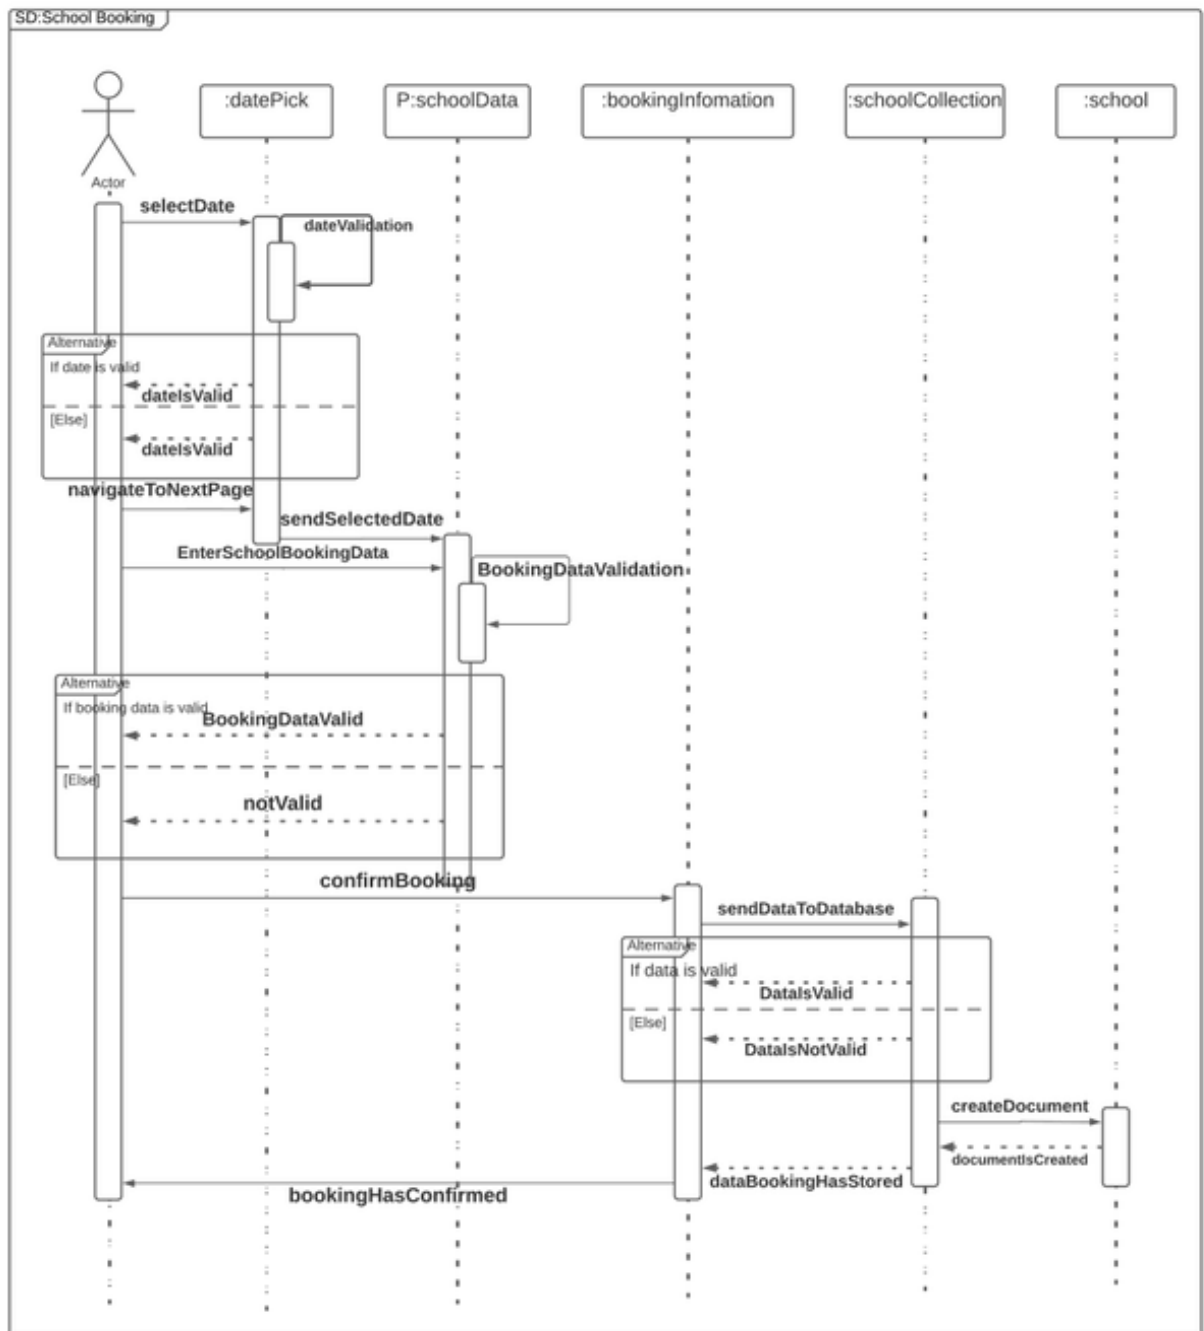 SD:School Booking
:datePick
P:schoolData
:bookingInfomation
:schoolCollection
:school
Actor
selectDate
dateValidation
Alternative
If date is valid
dateIsValid
[Else]
dateIsValid
navigateToNextPage
sendSelectedDate
EnterSchoolBookingData
BookingDataValidation
Alternative
If booking data is valid
BookingDataValid
[Else]
notValid
confirmBooking
sendDataToDatabase
Alternative
If data is valid
DataIsValid
[Else]
DataIsNotValid
createDocument
documentIsCreated
dataBookingHasStored
bookingHasConfirmed